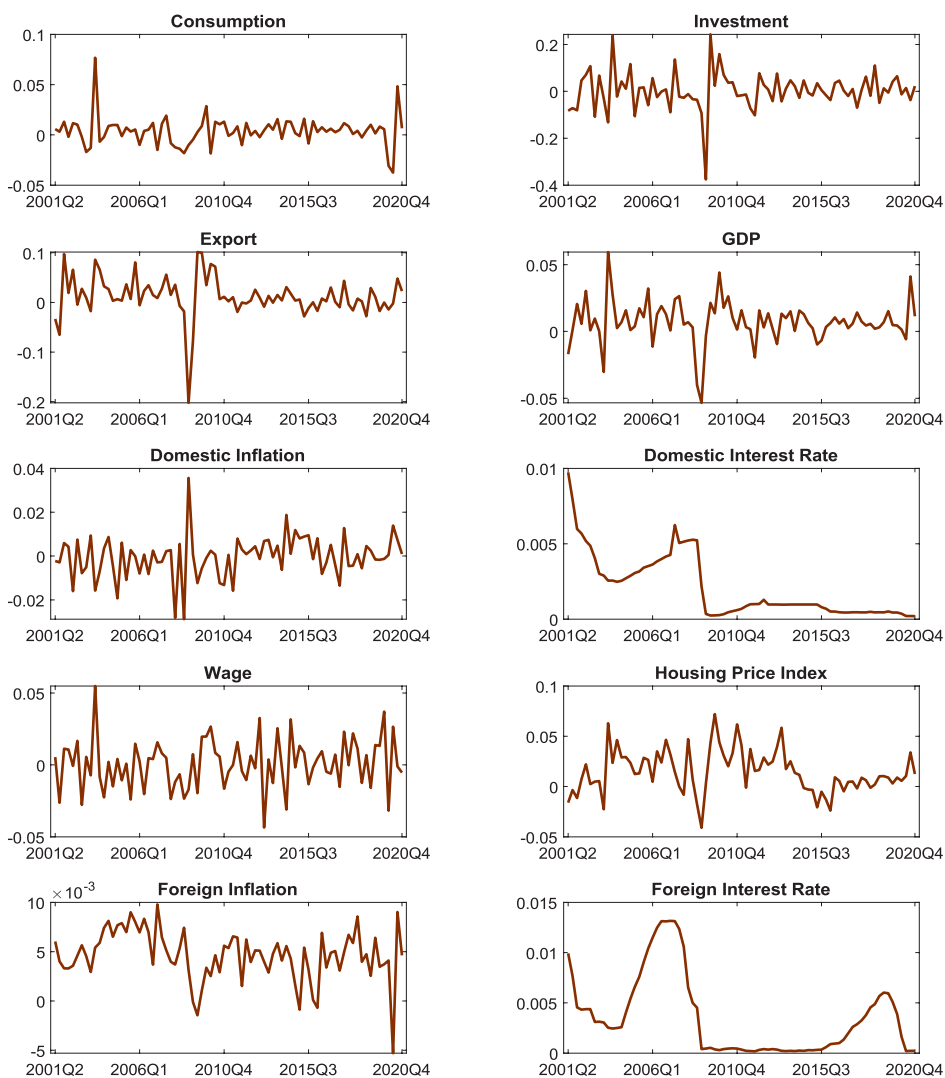 Consumption
0.1
0.05
0
-0.05
2001Q2 2006Q1 2010Q4 2015Q3 2020Q4
Investment
0.2
0
-0.2
-0.4
2001Q2 2006Q1 2010Q4 2015Q3 2020Q4
Export
0.1
0
-0.1
-0.2
2001Q2 2006Q1 2010Q4 2015Q3 2020Q4
GDP
0.05
0
-0.05
2001Q2 2006Q1 2010Q4 2015Q3 2020Q4
Domestic Inflation
0.04
0.02
0
-0.02
2001Q2 2006Q1 2010Q4 2015Q3 2020Q4
Domestic Interest Rate
0.01
0.005
0
2001Q2 2006Q1 2010Q4 2015Q3 2020Q4
Wage
0.05
0
-0.05
2001Q2 2006Q1 2010Q4 2015Q3 2020Q4
Housing Price Index
0.1
0.05
0
-0.05
2001Q2 2006Q1 2010Q4 2015Q3 2020Q4
Foreign Inflation
×10⁻³
10
5
0
-5
2001Q2 2006Q1 2010Q4 2015Q3 2020Q4
Foreign Interest Rate
0.015
0.01
0.005
0
2001Q2 2006Q1 2010Q4 2015Q3 2020Q4